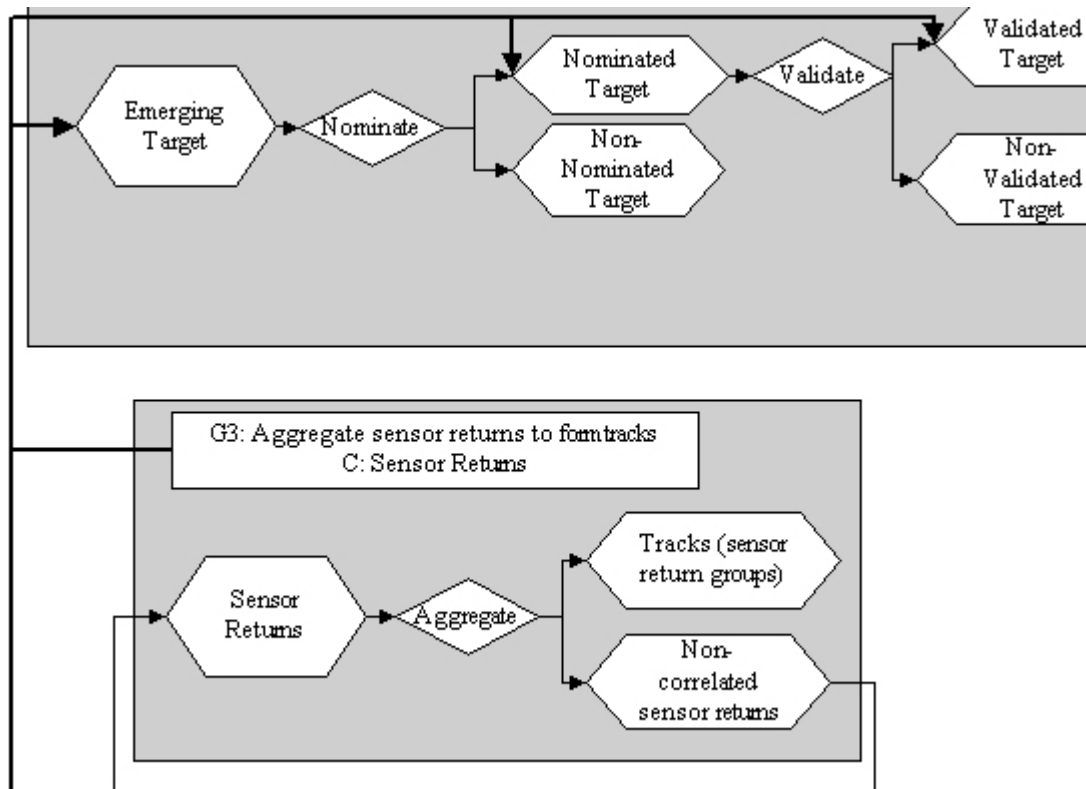 Emerging
Target
Nominate
Nominated
Target
Non-
Nominated
Target
Validate
Validated
Target
Non-
Validated
Target
G3: Aggregate sensor returns to formtracks
C: Sensor Returns
Sensor
Returns
Aggregate
Tracks (sensor
return groups)
Non-
correlated
sensor returns